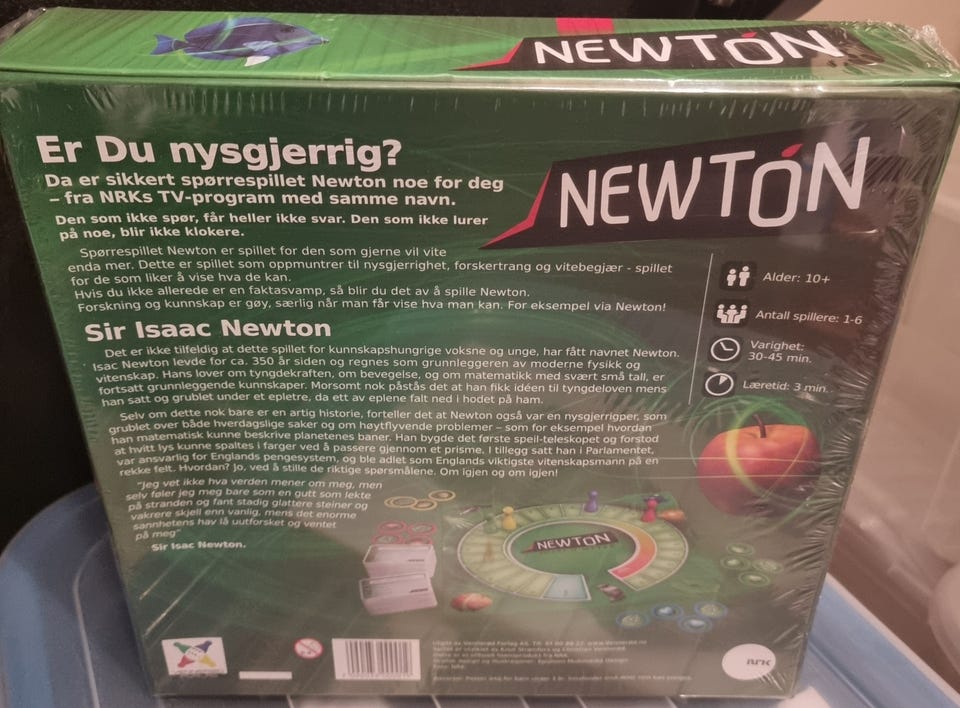 NEWTON
Er Du nysgjerrig?
Da er sikkert spørrespillet Newton noe for deg
– fra NRKs TV-program med samme navn.
Den som ikke spør, får heller ikke svar. Den som ikke lurer
på noe, blir ikke klokere.
NEWTON
Spørrespillet Newton er spillet for den som gjerne vil vite
enda mer. Dette er spillet som oppmuntrer til nysgjerrighet, forskertrang og vitebegjær - spillet
for de som liker å vise hva de kan.
Hvis du ikke allerede er en faktasvamp, så blir du det av å spille Newton.
Forskning og kunnskap er gøy, særlig når man får vise hva man kan. For eksempel via Newton!
Alder: 10+
Antall spillere: 1-6
Varighet:
30-45 min.
Læretid: 3 min.
Sir Isaac Newton
Det er ikke tilfeldig at dette spillet for kunnskapshungrige voksne og unge, har fått navnet Newton.
Isac Newton levde for ca. 350 år siden og regnes som grunnleggeren av moderne fysikk og
vitenskap. Hans lover om tyngdekraften, om bevegelse, og om matematikk med svært små tall, er
fortsatt grunnleggende kunnskaper. Morsomt nok påstås det at han fikk idéen til tyngdeloven mens
han satt og grublet under et epletre, da ett av eplene falt ned i hodet på ham.
Selv om dette nok bare er en artig historie, forteller det at Newton også var en nysgjerrigper, som
grublet over både hverdagslige saker og om høytflyvende problemer – som for eksempel hvordan
han matematisk kunne beskrive planetenes baner. Han bygde det første speil-teleskopet og forstod
at hvitt lys kunne spaltes i farger ved å passere gjennom et prisme. I tillegg satt han i Parlamentet,
var ansvarlig for Englands pengesystem, og ble adlet som Englands viktigste vitenskapsmann på en
rekke felt. Hvordan? Jo, ved å stille de riktige spørsmålene. Om igjen og om igjen!
"Jeg vet ikke hva verden mener om meg, men
selv føler jeg meg bare som en gutt som lekte
på stranden og fant stadig glattere steiner og
vakrere skjell enn vanlig, mens det enorme
sannhetens hav lå uutforsket og ventet
på meg"
Sir Isac Newton.
NEWTON
NRK